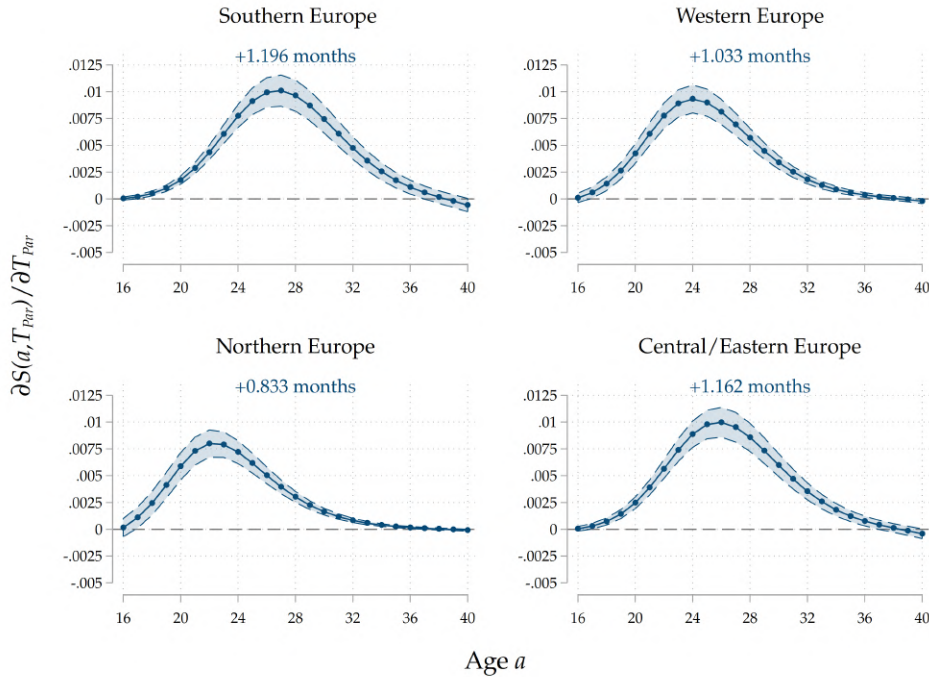 Southern Europe
+1.196 months
.0125
.01
.0075
.005
.0025
0
-.0025
-.005
16 20 24 28 32 36 40
Western Europe
+1.033 months
.0125
.01
.0075
.005
.0025
0
-.0025
-.005
16 20 24 28 32 36 40
∂S(a,T_Par)/∂T_Par
Northern Europe
+0.833 months
.0125
.01
.0075
.005
.0025
0
-.0025
-.005
16 20 24 28 32 36 40
Central/Eastern Europe
+1.162 months
.0125
.01
.0075
.005
.0025
0
-.0025
-.005
16 20 24 28 32 36 40
Age a